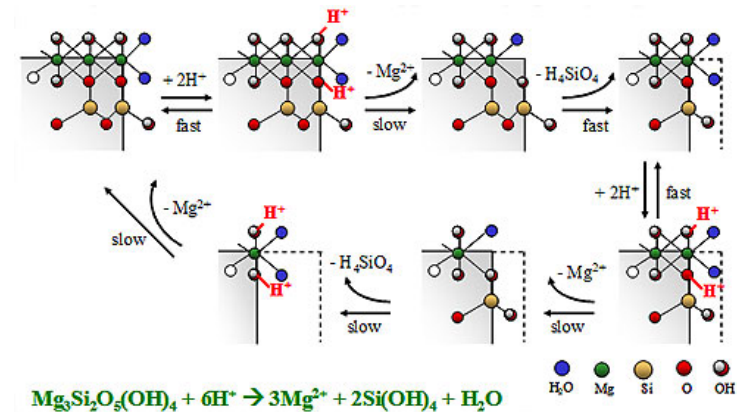 H⁺
+ 2H⁺
fast
H⁺
- Mg²⁺
slow
- H₄SiO₄
fast
+ 2H⁺
fast
H⁺
H⁺
- Mg²⁺
slow
- H₄SiO₄
slow
H⁺
H⁺
- Mg²⁺
slow
H₂O Mg Si O OH
Mg₃Si₂O₅(OH)₄ + 6H⁺ → 3Mg²⁺ + 2Si(OH)₄ + H₂O